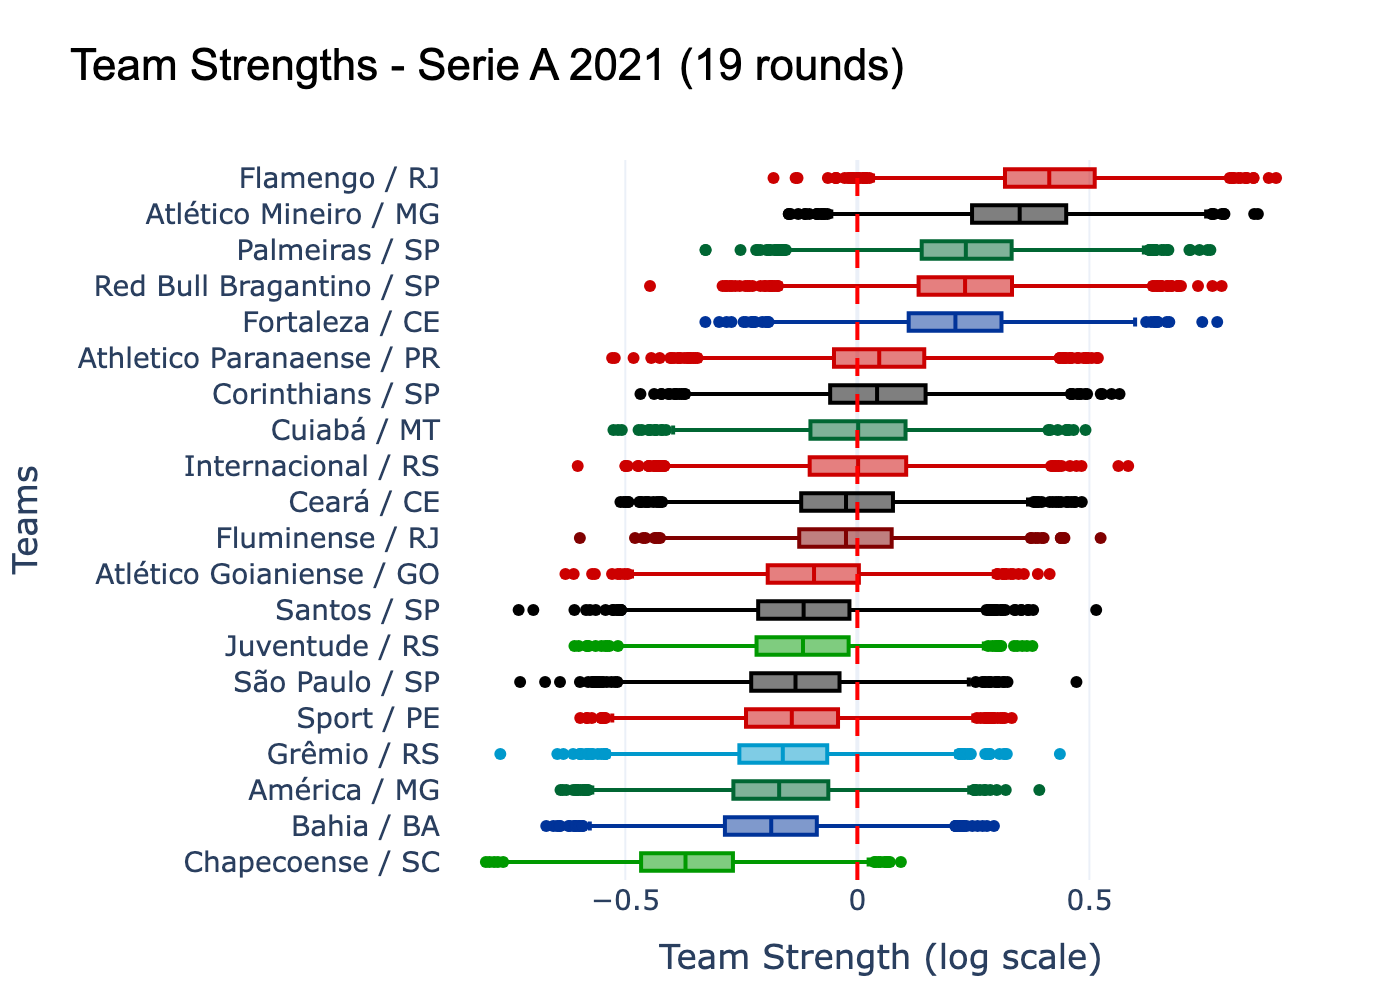 Team Strengths - Serie A 2021 (19 rounds)
Flamengo / RJ
Atlético Mineiro / MG
Palmeiras / SP
Red Bull Bragantino / SP
Fortaleza / CE
Athletico Paranaense / PR
Corinthians / SP
Cuiabá / MT
Internacional / RS
Ceará / CE
Fluminense / RJ
Atlético Goianiense / GO
Santos / SP
Juventude / RS
São Paulo / SP
Sport / PE
Grêmio / RS
América / MG
Bahia / BA
Chapecoense / SC
Teams
−0.5 0 0.5
Team Strength (log scale)